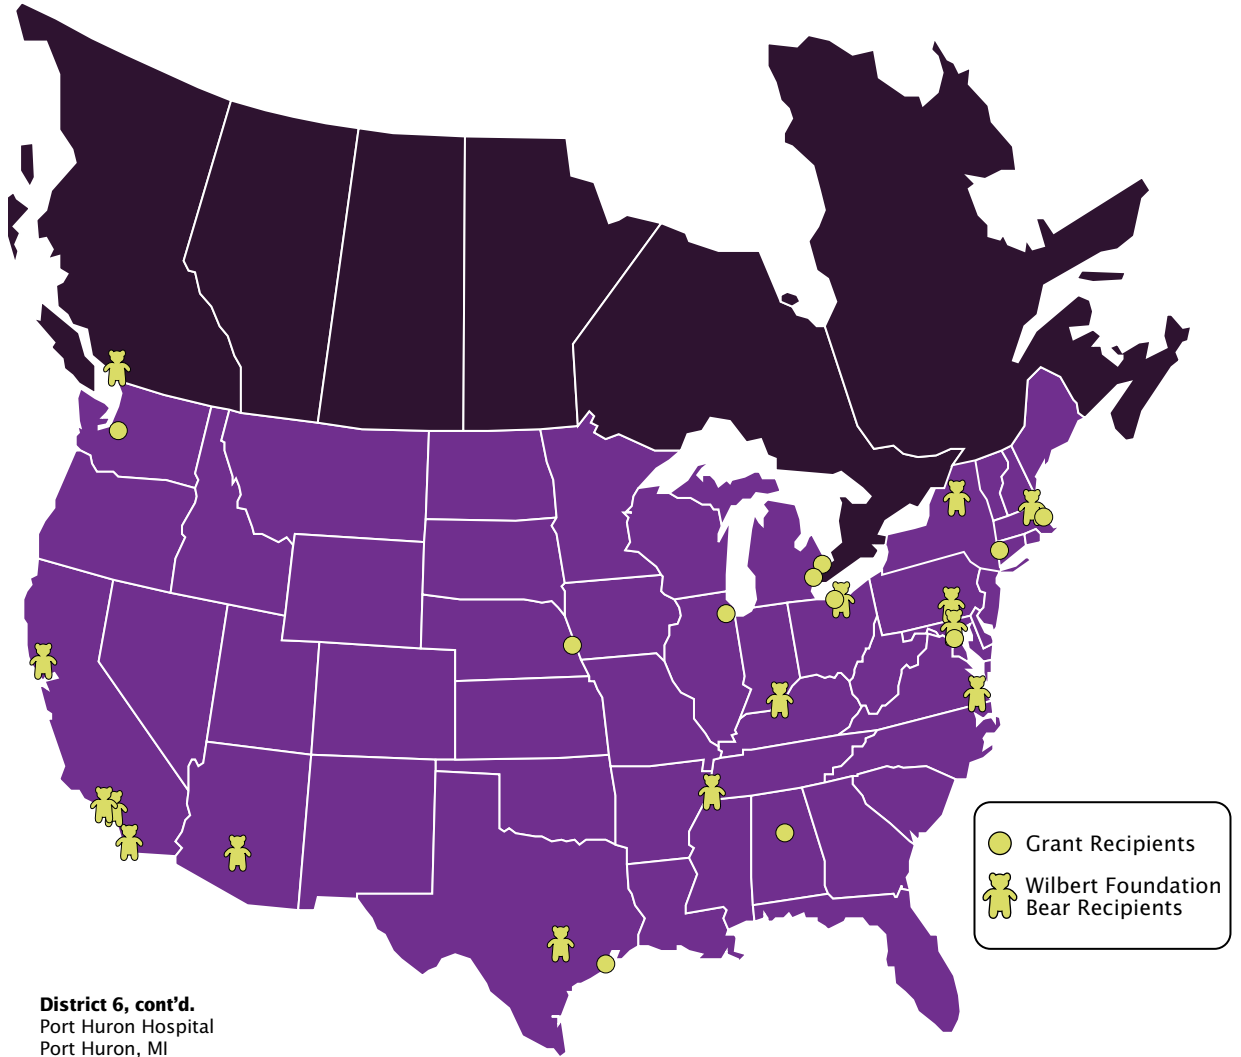 Grant Recipients
Wilbert Foundation
Bear Recipients
District 6, cont’d.
Port Huron Hospital
Port Huron, MI